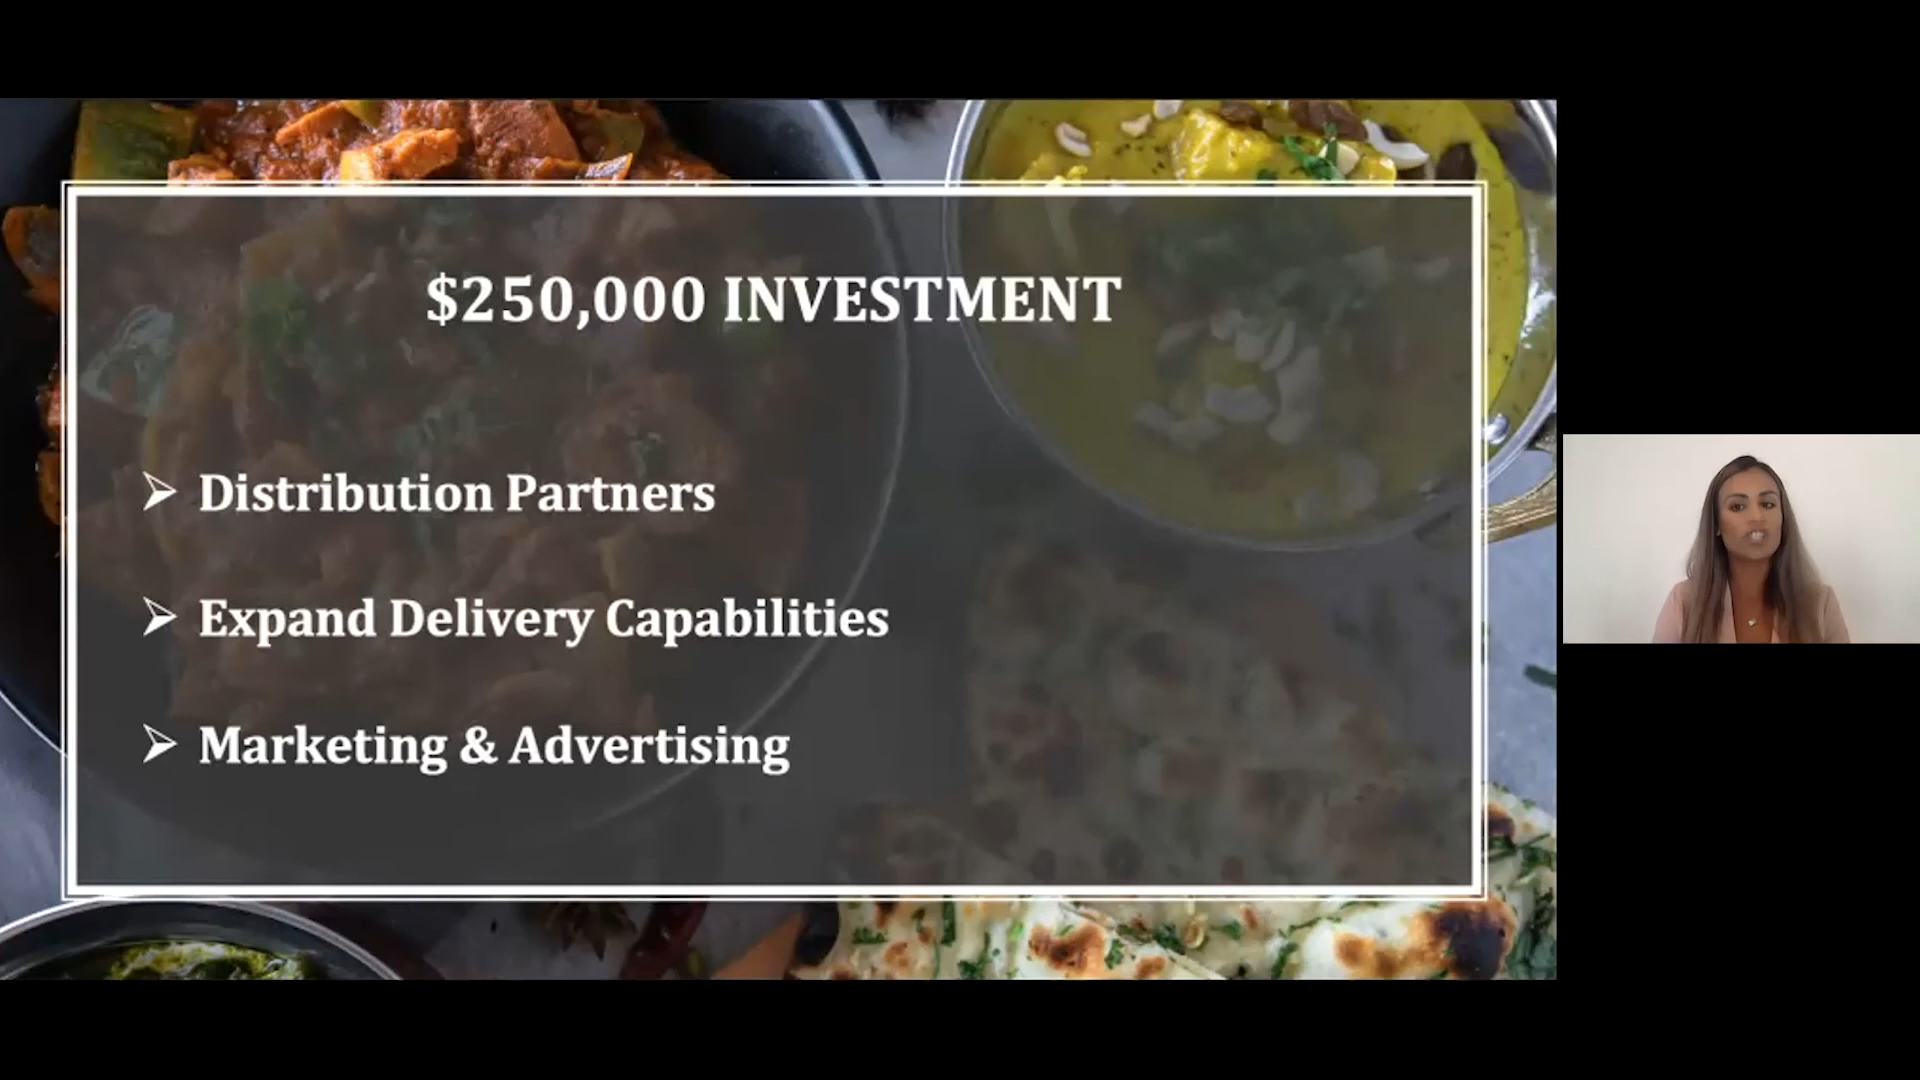 $250,000 INVESTMENT
Distribution Partners
Expand Delivery Capabilities
Marketing & Advertising